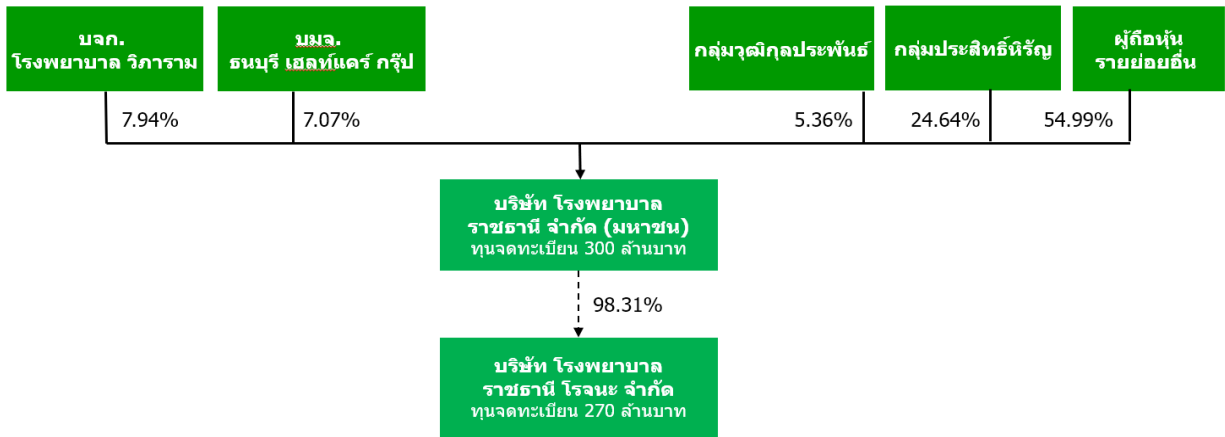 บจก.
โรงพยาบาล วิภาราม
บมจ.
ธนบุรี เฮลท์แคร์ กรุ๊ป
กลุ่มวุฒิกุลประพันธ์
กลุ่มประสิทธิ์หิรัญ
ผู้ถือหุ้น
รายย่อยอื่น
7.94%
7.07%
5.36%
24.64%
54.99%
บริษัท โรงพยาบาล
ราชธานี จำกัด (มหาชน)
ทุนจดทะเบียน 300 ล้านบาท
98.31%
บริษัท โรงพยาบาล
ราชธานี โรจนะ จำกัด
ทุนจดทะเบียน 270 ล้านบาท